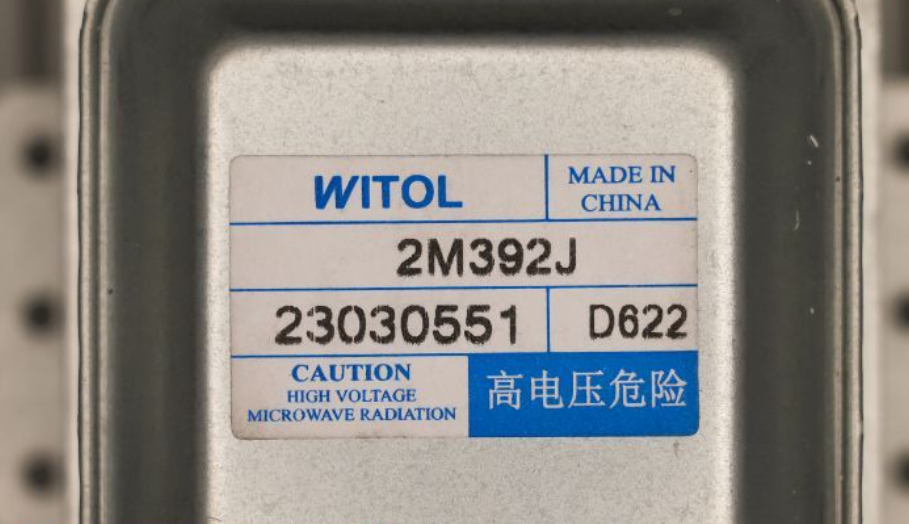 WITOL
MADE IN
CHINA
2M392J
23030551
D622
CAUTION
HIGH VOLTAGE
MICROWAVE RADIATION
高电压危险